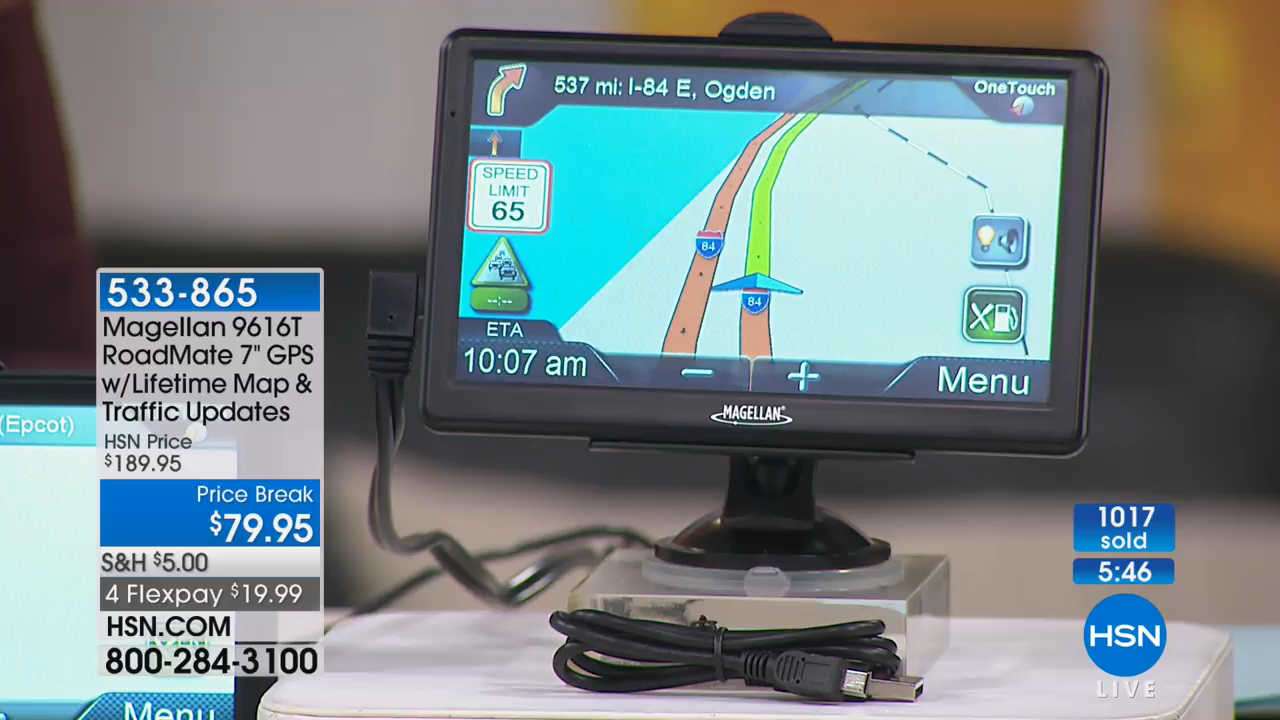 537 mi: I-84 E, Ogden
OneTouch
SPEED
LIMIT
65
84
84
--:--
ETA
10:07 am
Menu
MAGELLAN®
(Epcot)
Menu
533-865
Magellan 9616T
RoadMate 7" GPS
w/Lifetime Map &
Traffic Updates
HSN Price
$189.95
Price Break
$79.95
S&H $5.00
4 Flexpay $19.99
HSN.COM
800-284-3100
1017
sold
5:46
HSN
LIVE